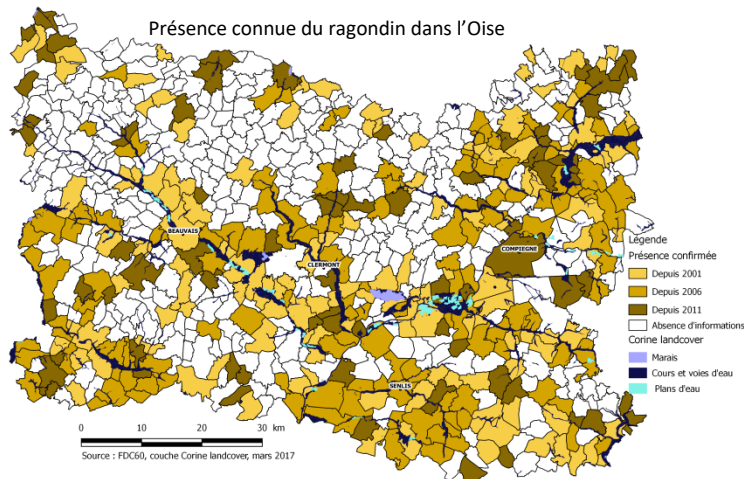 Présence connue du ragondin dans l'Oise
BEAUVAIS
CLERMONT
COMPIEGNE
SENLIS
Légende
Présence confirmée
Depuis 2001
Depuis 2006
Depuis 2011
Absence d'informations
Corine landcover
Marais
Cours et voies d'eau
Plans d'eau
0 10 20 30 km
Source : FDC60, couche Corine landcover, mars 2017